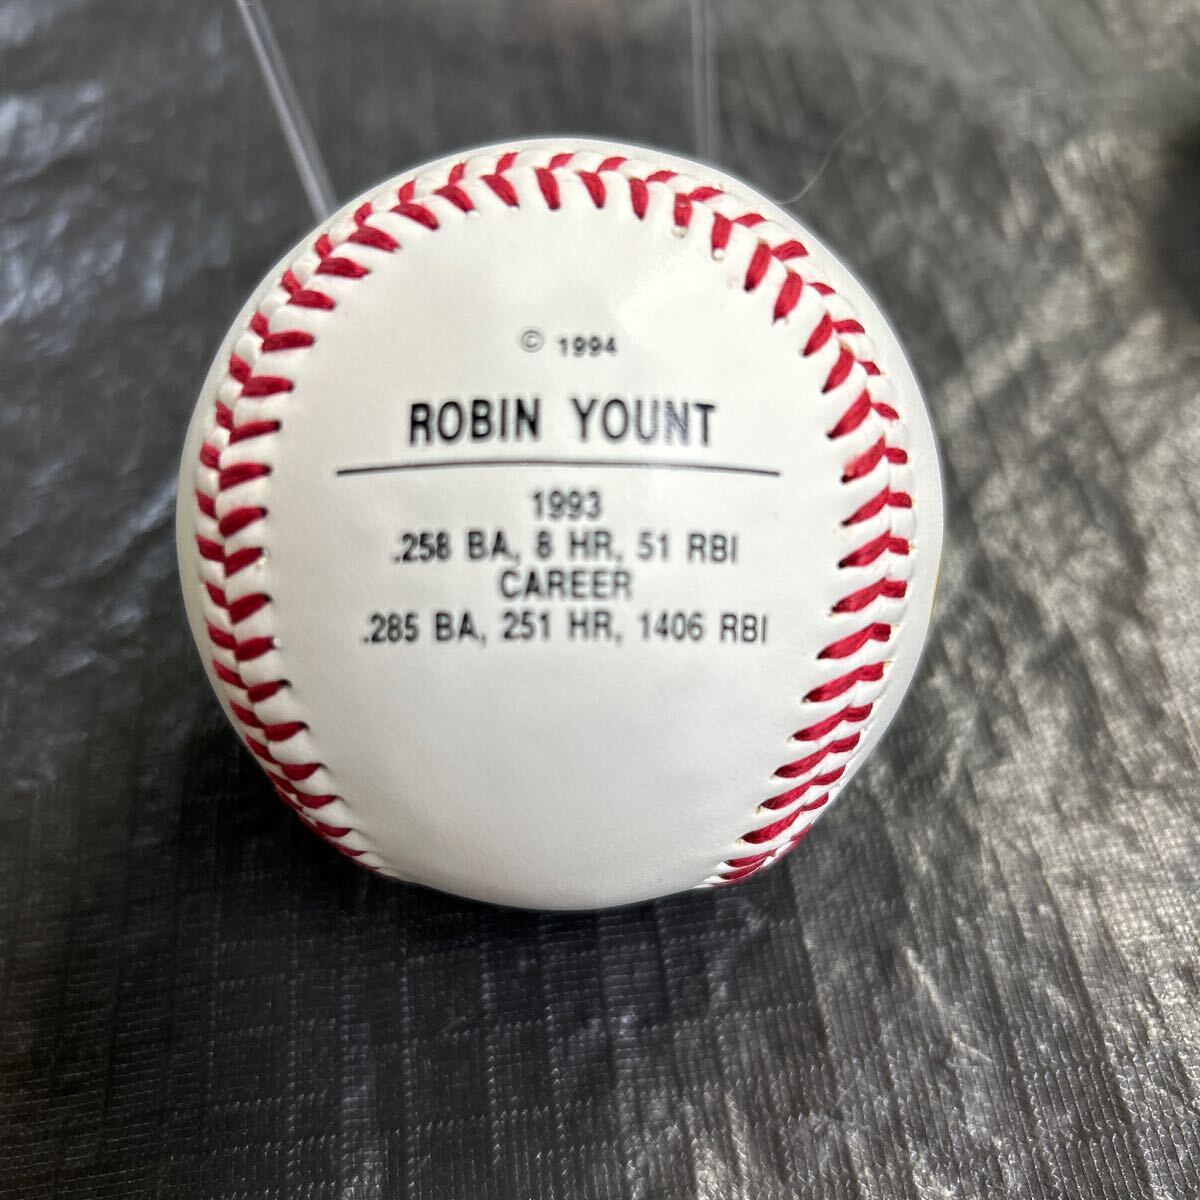 © 1994
ROBIN YOUNT
1993
.258 BA, 8 HR, 51 RBI
CAREER
.285 BA, 251 HR, 1406 RBI